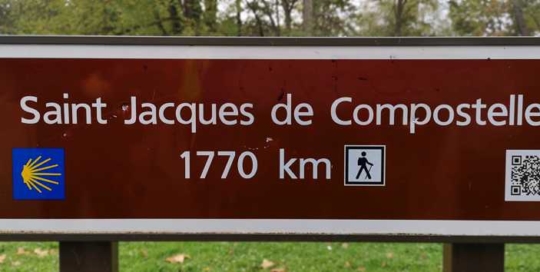 Saint Jacques de Compostelle
1770 km